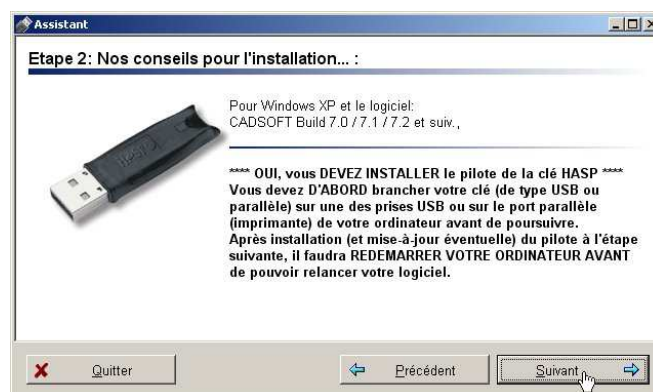 Assistant
Etape 2: Nos conseils pour l'installation... :
Pour Windows XP et le logiciel:
CADSOFT Build 7.0 / 7.1 / 7.2 et suiv.,
**** OUI, vous DEVEZ INSTALLER le pilote de la clé HASP ****
Vous devez D'ABORD brancher votre clé (de type USB ou
parallèle) sur une des prises USB ou sur le port parallèle
(imprimante) de votre ordinateur avant de poursuivre.
Après installation (et mise-à-jour éventuelle) du pilote à l'étape
suivante, il faudra REDEMARRER VOTRE ORDINATEUR AVANT
de pouvoir relancer votre logiciel.
HASP
Quitter
Précédent
Suivant